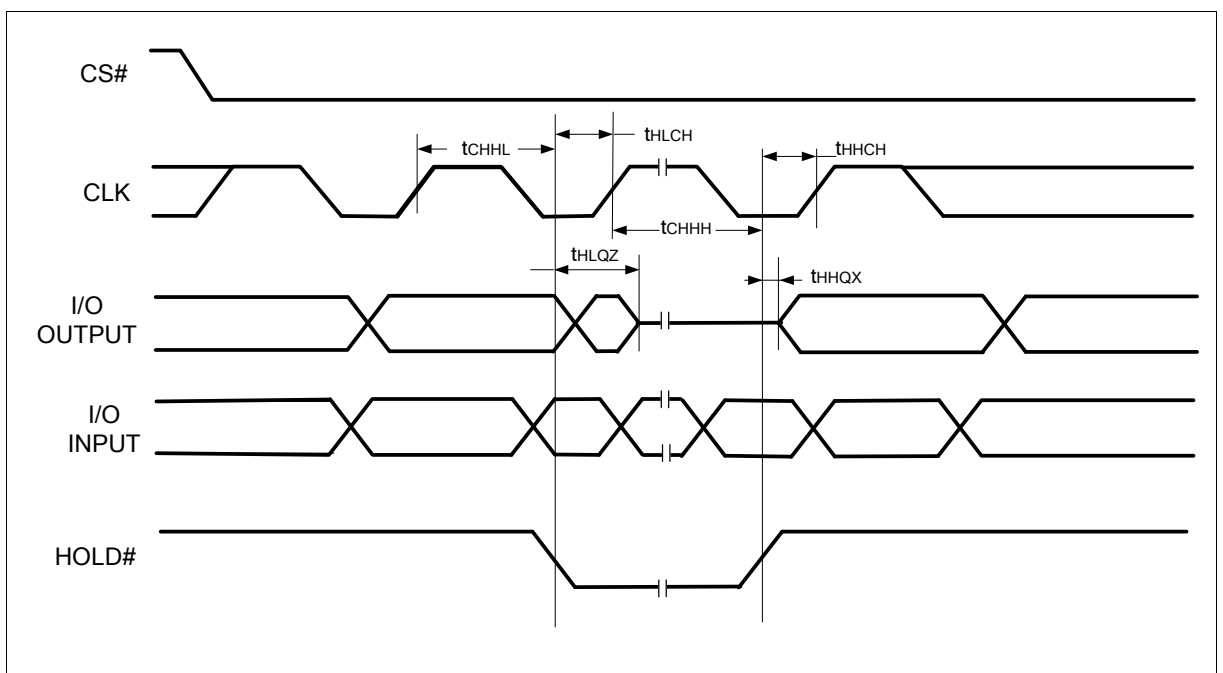 CS#
tHLCH
tCHHL
tHHCH
CLK
tCHHH
tHLQZ
tHHQX
I/O
OUTPUT
I/O
INPUT
HOLD#